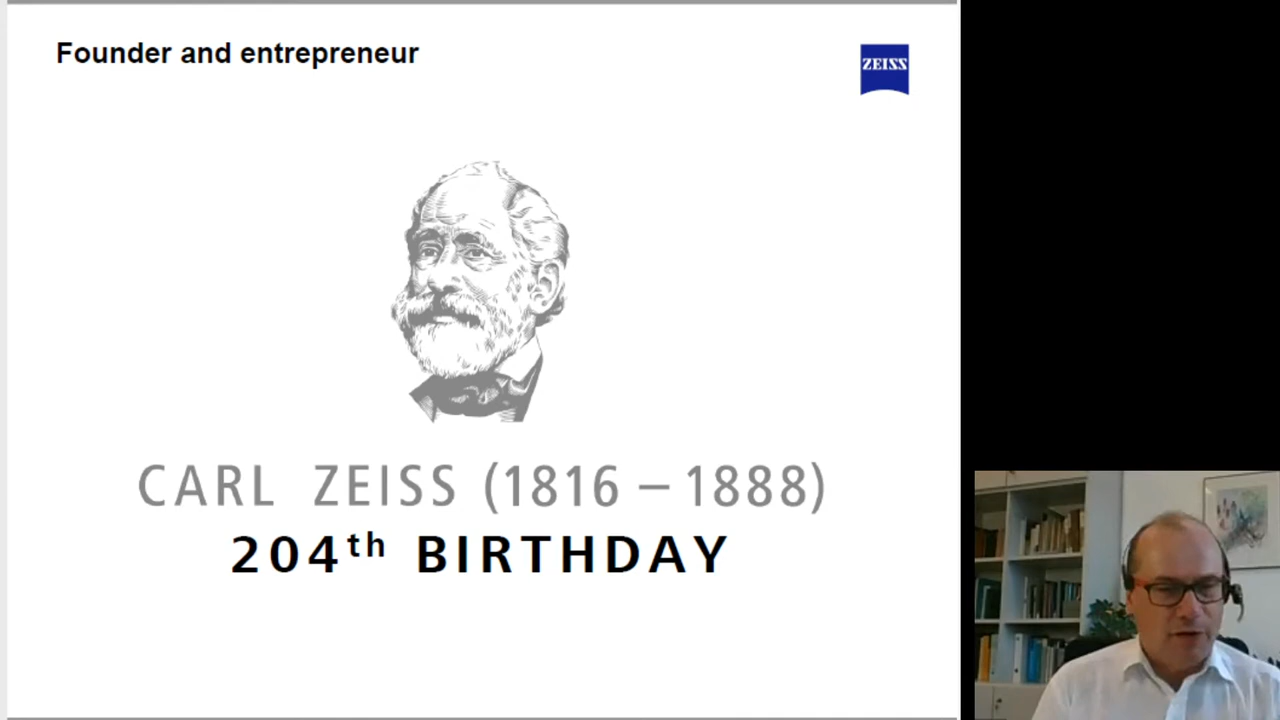 Founder and entrepreneur
ZEISS
CARL ZEISS (1816 – 1888)
204th BIRTHDAY